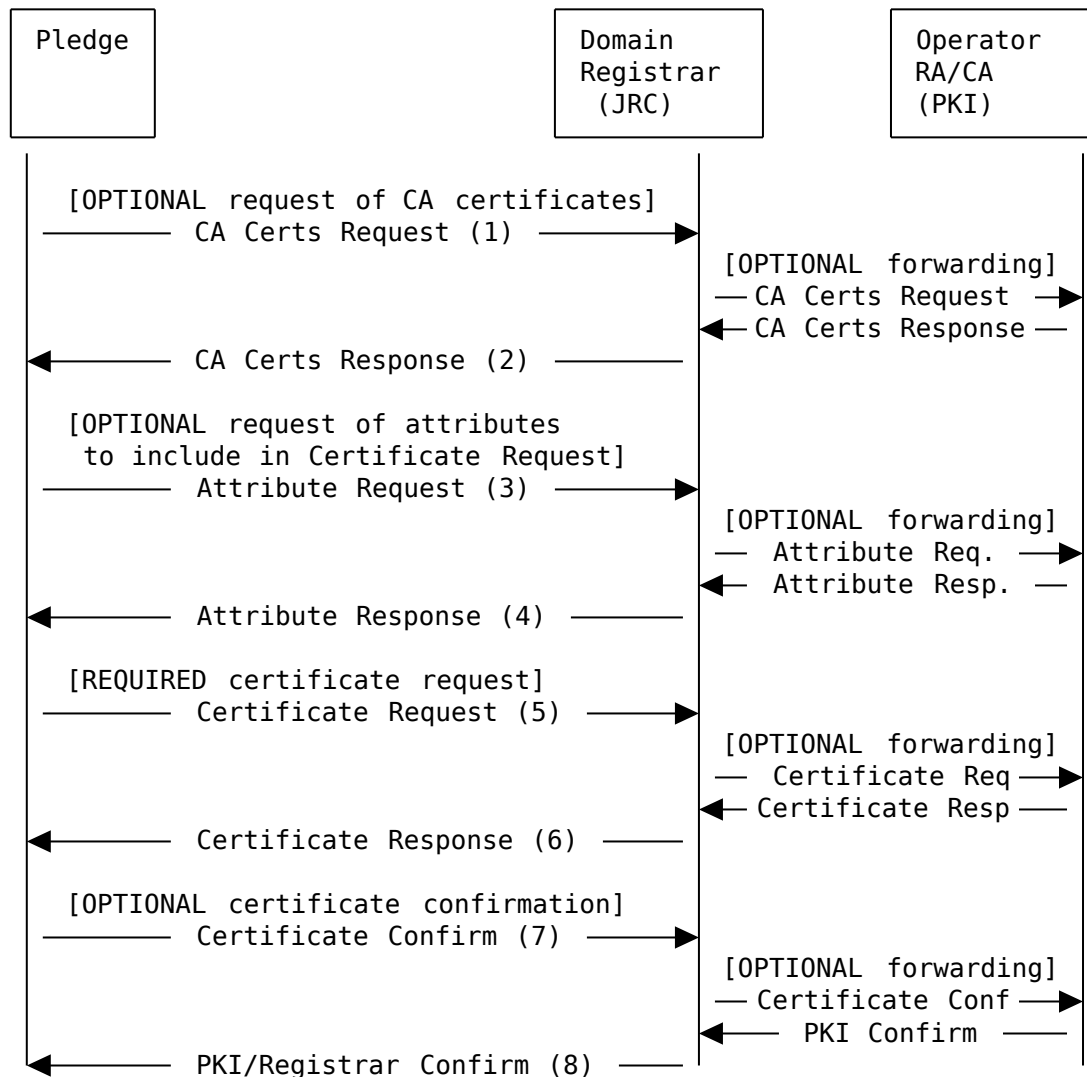 Pledge
Domain
Registrar
(JRC)
Operator
RA/CA
(PKI)
[OPTIONAL request of CA certificates]
CA Certs Request (1)
[OPTIONAL forwarding]
CA Certs Request
CA Certs Response
CA Certs Response (2)
[OPTIONAL request of attributes
to include in Certificate Request]
Attribute Request (3)
[OPTIONAL forwarding]
Attribute Req.
Attribute Resp.
Attribute Response (4)
[REQUIRED certificate request]
Certificate Request (5)
[OPTIONAL forwarding]
Certificate Req
Certificate Resp
Certificate Response (6)
[OPTIONAL certificate confirmation]
Certificate Confirm (7)
[OPTIONAL forwarding]
Certificate Conf
PKI Confirm
PKI/Registrar Confirm (8)